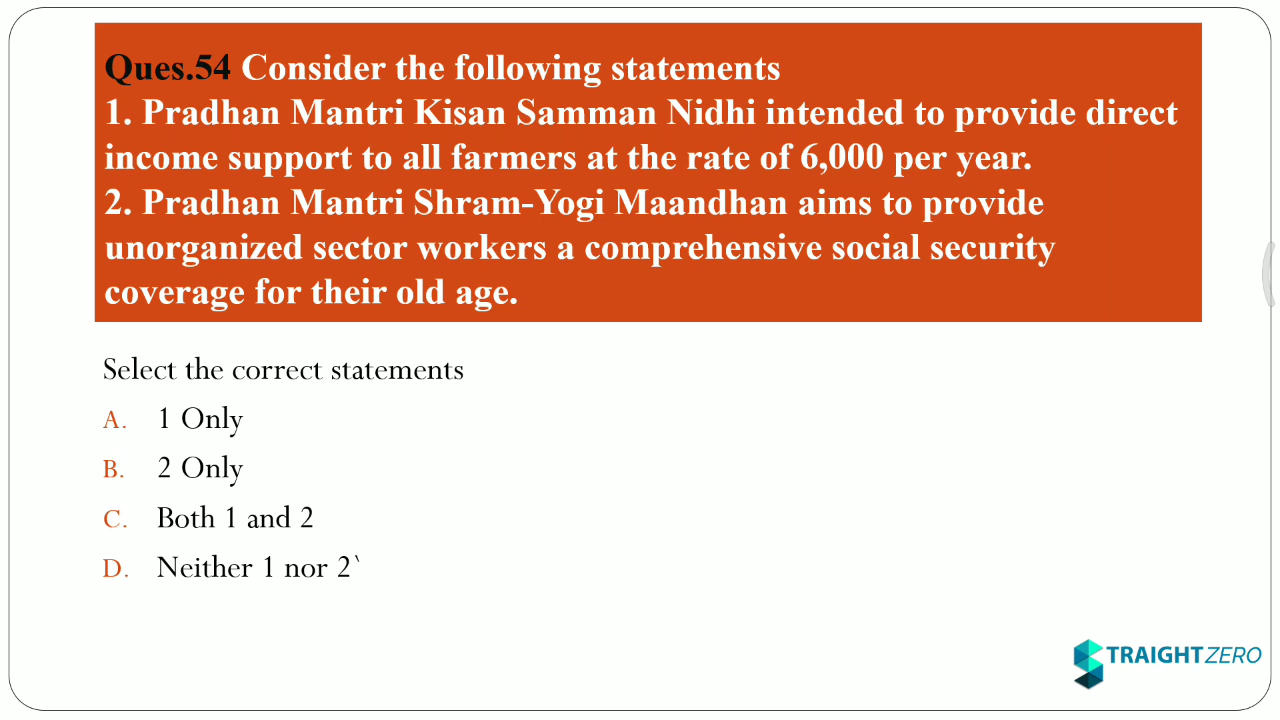 Ques.54 Consider the following statements
1. Pradhan Mantri Kisan Samman Nidhi intended to provide direct
income support to all farmers at the rate of 6,000 per year.
2. Pradhan Mantri Shram-Yogi Maandhan aims to provide
unorganized sector workers a comprehensive social security
coverage for their old age.
Select the correct statements
A. 1 Only
B. 2 Only
C. Both 1 and 2
D. Neither 1 nor 2`
TRAIGHT ZERO